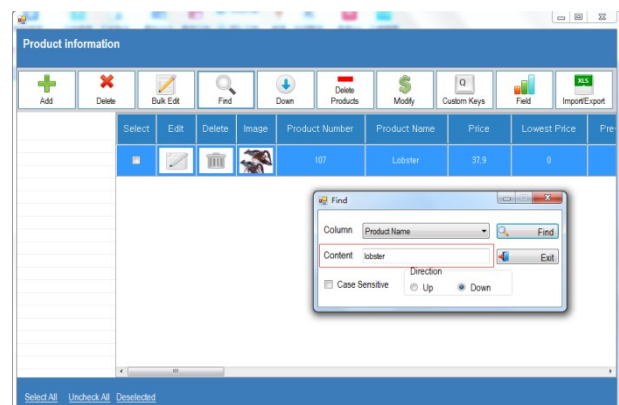 Product information
Add Delete Bulk Edit Find Down Delete Products Modify Custom Keys Field Import/Export
Q
XLS
Select Edit Delete Image Product Number Product Name Price Lowest Price Pre
107 Lobster 37.9 0
Find
Column Product Name Find
Content lobster Exit
Direction
Case Sensitive Up Down
Select All Uncheck All Deselected